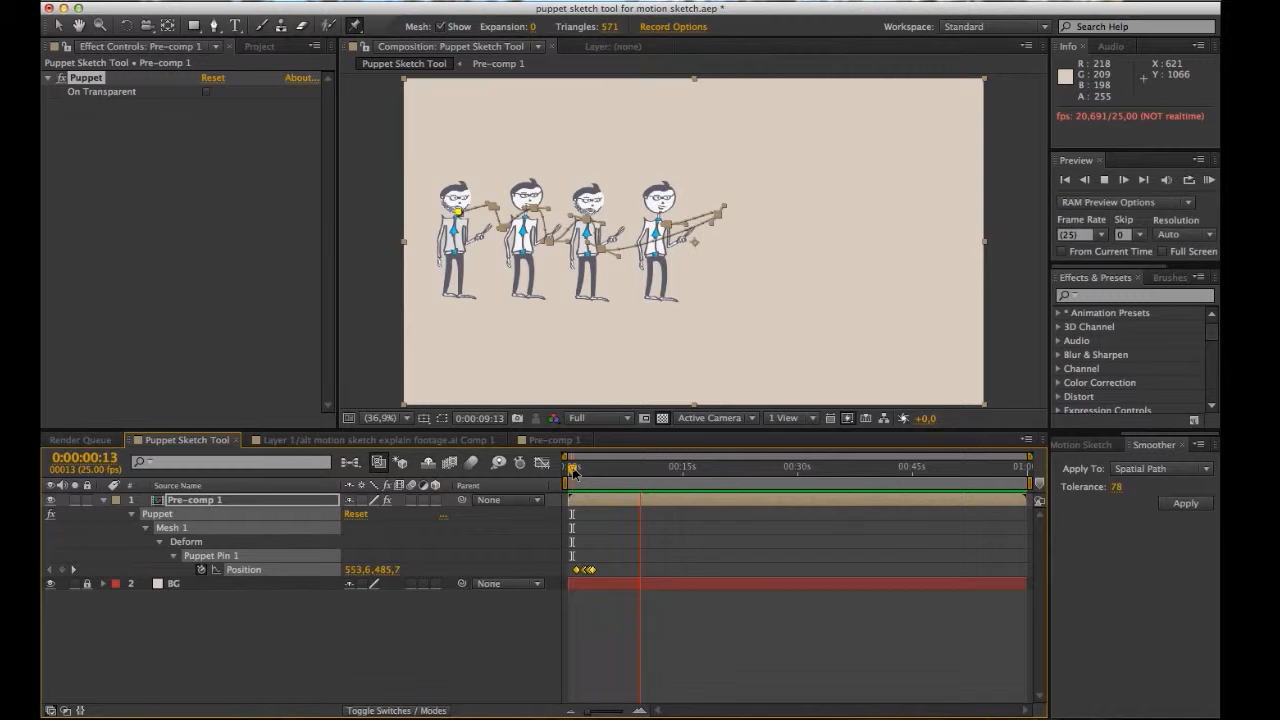 puppet sketch tool for motion sketch.aep *
Mesh: Show Expansion: 0 Triangles: 571 Record Options Workspace: Standard Search Help
Effect Controls: Pre-comp 1 Project
Composition: Puppet Sketch Tool Layer: (none)
Info Audio
Pre-comp 1 • Puppet Sketch Tool
Puppet Sketch Tool Pre-comp 1
fx Puppet Reset About...
On Transparent
R: 218
G: 209
B: 198
A: 255
X: 621
Y: 1066
fps: 20,691/25,00 (NOT realtime)
Preview
RAM Preview Options
Frame Rate Skip Resolution
(25) 0 Auto
From Current Time Full Screen
Effects & Presets Brushes
* Animation Presets
3D Channel
Audio
Blur & Sharpen
Channel
Color Correction
Distort
Expression Controls
(36,9%) 0:00:09:13 Full Active Camera 1 View +0,0
Render Queue Puppet Sketch Tool Layer 1/alt motion sketch explain footage.ai Comp 1 Pre-comp 1
Motion Sketch Smoother
0:00:00:13
00013 (25.00 fps)
00:15s 00:30s 00:45s 01:0
Apply To: Spatial Path
Tolerance: 78
Apply
# Source Name Parent
1 Pre-comp 1 fx None
fx Puppet Reset ...
Mesh 1
Deform
Puppet Pin 1
Position 553,6,485,7
2 BG None
Toggle Switches / Modes